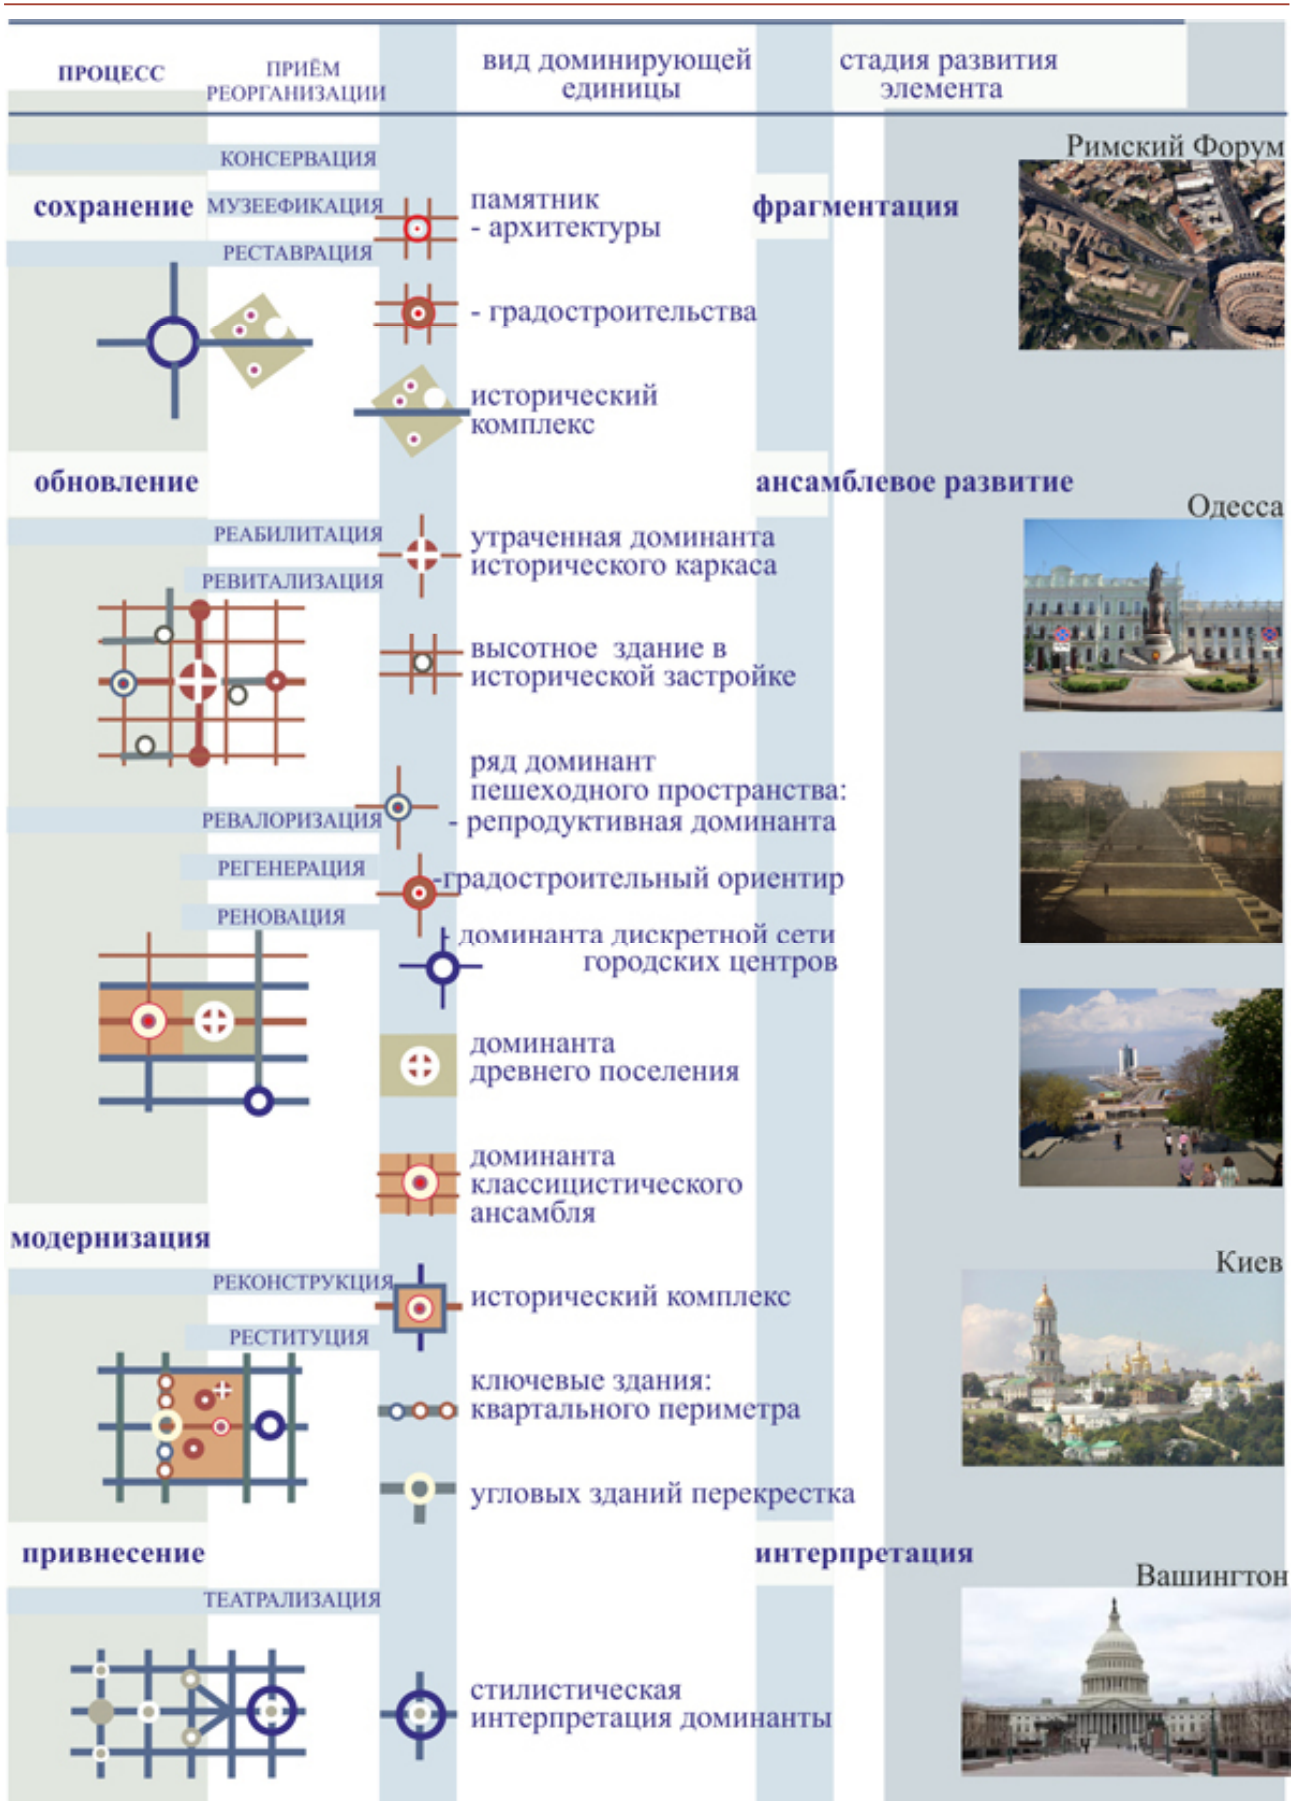 ПРОЦЕСС
ПРИЁМ
РЕОРГАНИЗАЦИИ
вид доминирующей
единицы
стадия развития
элемента
КОНСЕРВАЦИЯ
Римский Форум
сохранение
МУЗЕЕФИКАЦИЯ
памятник
- архитектуры
фрагментация
РЕСТАВРАЦИЯ
- градостроительства
исторический
комплекс
обновление
ансамблевое развитие
Одесса
РЕАБИЛИТАЦИЯ
утраченная доминанта
исторического каркаса
РЕВИТАЛИЗАЦИЯ
высотное здание в
исторической застройке
ряд доминант
пешеходного пространства:
РЕВАЛОРИЗАЦИЯ
- репродуктивная доминанта
РЕГЕНЕРАЦИЯ
-градостроительный ориентир
РЕНОВАЦИЯ
- доминанта дискретной сети
городских центров
доминанта
древнего поселения
доминанта
классицистического
ансамбля
модернизация
Киев
РЕКОНСТРУКЦИЯ
исторический комплекс
РЕСТИТУЦИЯ
ключевые здания:
квартального периметра
угловых зданий перекрестка
привнесение
интерпретация
Вашингтон
ТЕАТРАЛИЗАЦИЯ
стилистическая
интерпретация доминанты